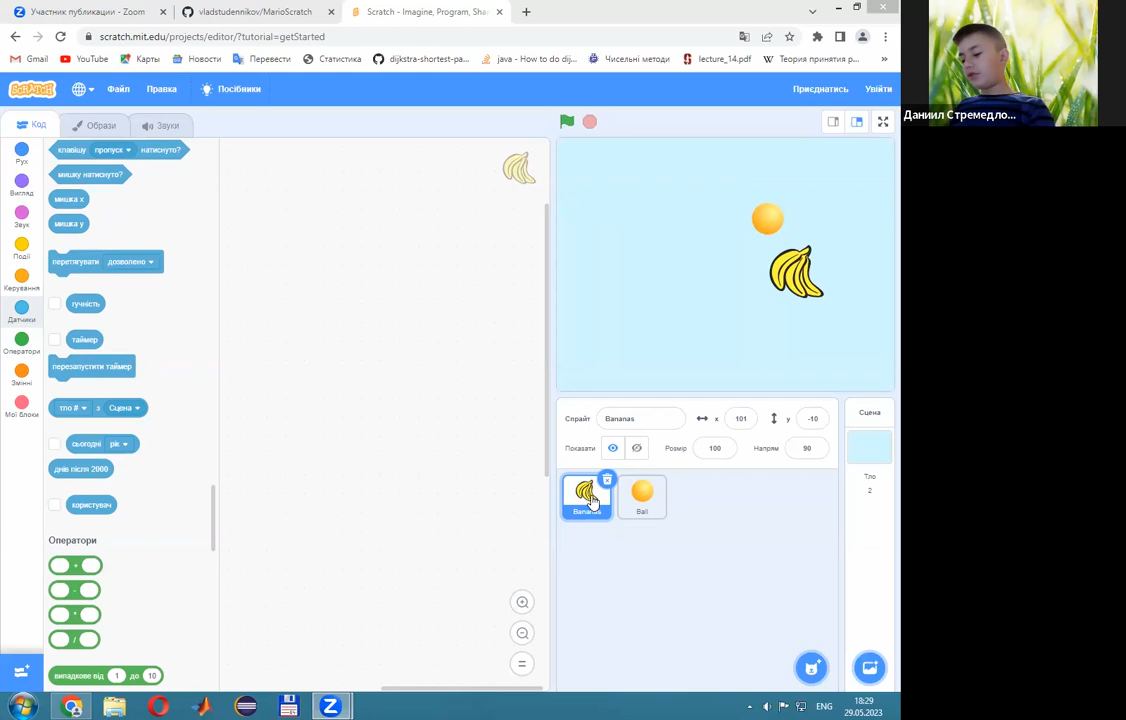 Участник публикации - Zoom
vladstudennikov/MarioScratch
Scratch - Imagine, Program, Sha
scratch.mit.edu/projects/editor/?tutorial=getStarted
Gmail
YouTube
Карты
Новости
Перевести
Статистика
dijkstra-shortest-pa...
java - How to do dij...
Чисельні методи
lecture_14.pdf
Теория принятия р...
»
SCRATCH
Файл
Правка
Посібники
Приєднатись
Увійти
Даниил Стремедло...
Код
Образи
Звуки
Рух
Вигляд
Звук
Події
Керування
Датчики
Оператори
Змінні
Мої блоки
клавішу пропуск натиснуто?
мишку натиснуто?
мишка x
мишка y
перетягувати дозволено
гучність
таймер
перезапустити таймер
тло # з Сцена
сьогодні рік
днів після 2000
користувач
Оператори
+
-
*
/
випадкове від 1 до 10
Спрайт Bananas x 101 y -10
Показати Розмір 100 Напрям 90
Bananas
Ball
Сцена
Тло
2
ENG
18:29
29.05.2023